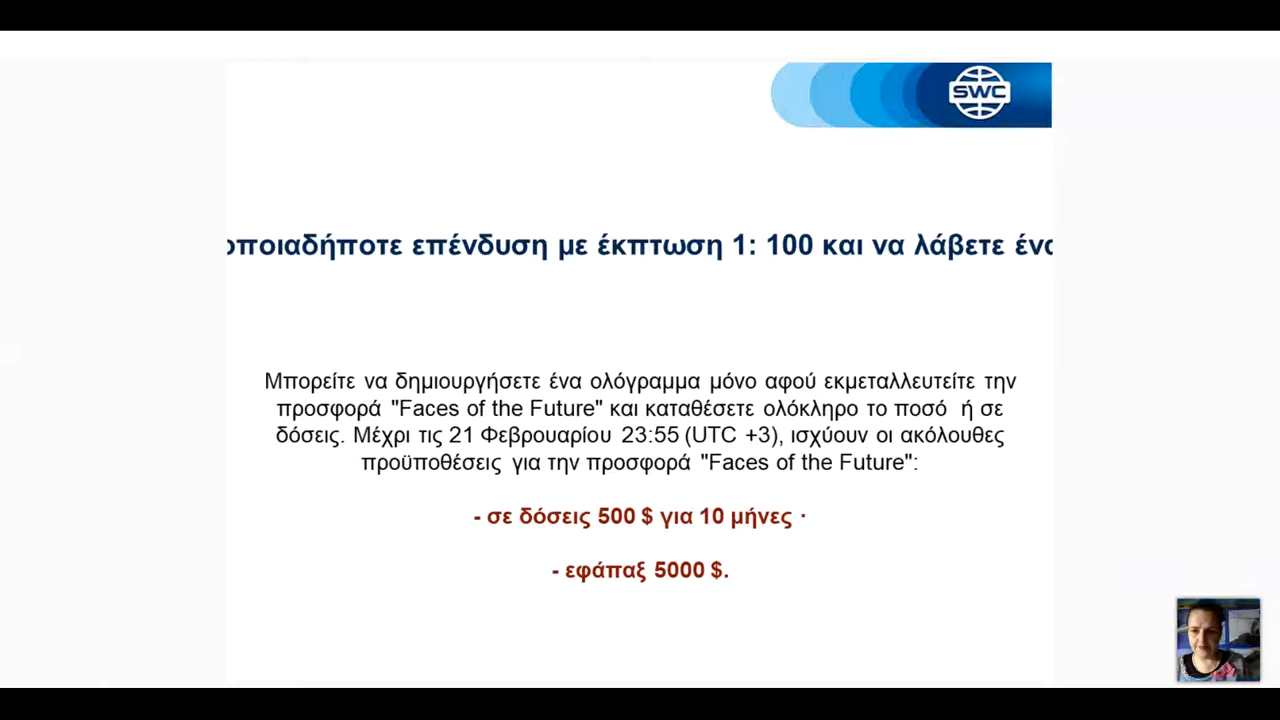 SWC
οποιαδήποτε επένδυση με έκπτωση 1: 100 και να λάβετε ένα
Μπορείτε να δημιουργήσετε ένα ολόγραμμα μόνο αφού εκμεταλλευτείτε την
προσφορά "Faces of the Future" και καταθέσετε ολόκληρο το ποσό ή σε
δόσεις. Μέχρι τις 21 Φεβρουαρίου 23:55 (UTC +3), ισχύουν οι ακόλουθες
προϋποθέσεις για την προσφορά "Faces of the Future":
- σε δόσεις 500 $ για 10 μήνες ·
- εφάπαξ 5000 $.